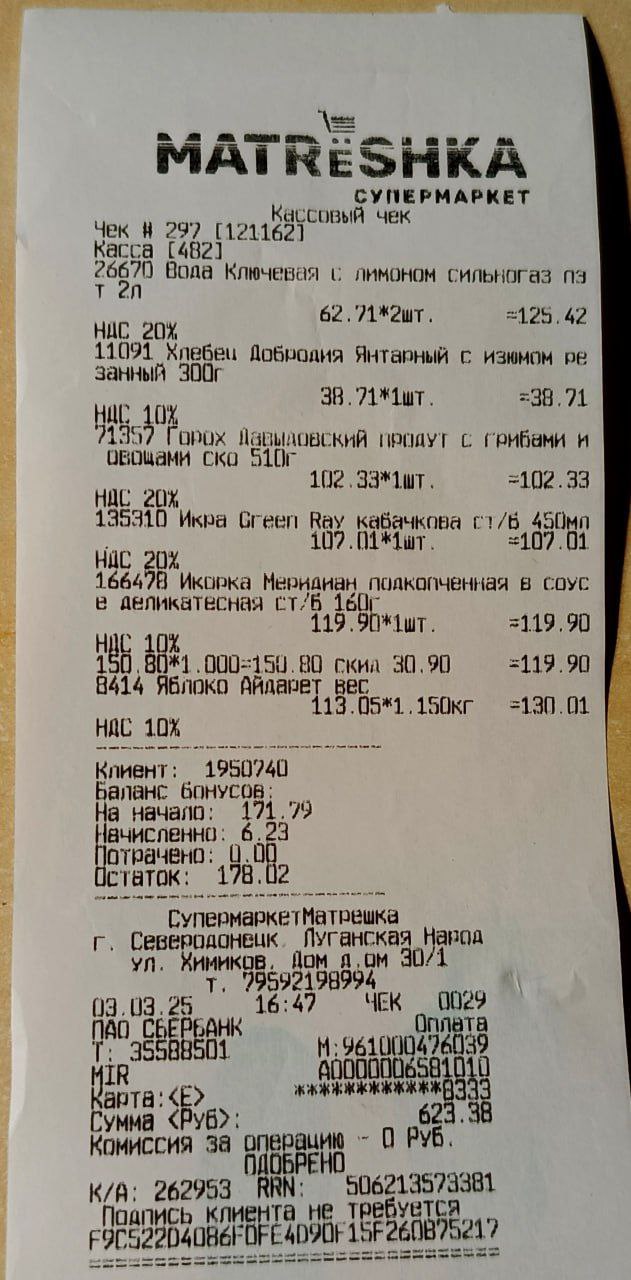 MATRЁSHKA
СУПЕРМАРКЕТ
Кассовый чек
Чек # 297 [121162]
Касса [482]
26670 Вода Ключевая с лимоном сильногаз пэ
т 2л
62.71*2шт. =125.42
НДС 20%
11091 Хлебец Добродия Янтарный с изюмом ре
занный 300г
38.71*1шт. =38.71
НДС 10%
71357 Горох Давыдовский продут с грибами и
овощами ско 510г
102.33*1шт. =102.33
НДС 20%
135310 Икра Green Ray кабачкова ст/б 450мл
107.01*1шт. =107.01
НДС 20%
166478 Икорка Меридиан подкопченная в соус
е деликатесная ст/б 160г
119.90*1шт. =119.90
НДС 10%
150.80*1.000=150.80 скид 30.90 =119.90
8414 Яблоко Айдарет вес
113.05*1.150кг =130.01
НДС 10%
Клиент: 1950740
Баланс бонусов:
На начало: 171.79
Начисленно: 6.23
Потрачено: 0.00
Остаток: 178.02
СупермаркетМатрешка
г. Северодонецк, Луганская Народ
ул. Химиков, Дом д.ом 30/1
т. 79592198994
03.03.25 16:47 ЧЕК 0029
ПАО СБЕРБАНК Оплата
Т: 35588501 М:961000476039
MIR A0000006581010
Карта:<E> ************8333
Сумма <Руб>: 623.38
Комиссия за операцию - 0 Руб.
ОДОБРЕНО
К/А: 262953 RRN: 506213573381
Подпись клиента не требуется
F9C522D4086F0FE4D90F15F260B75217